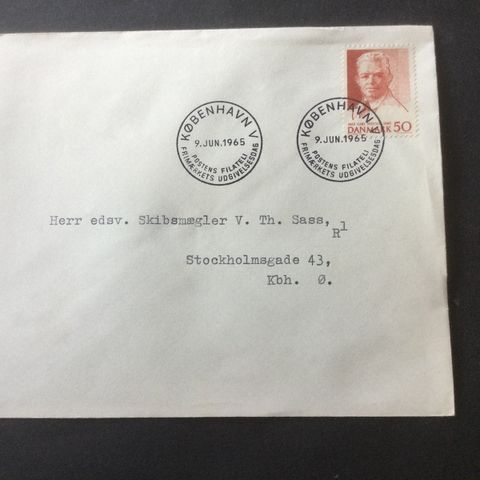 KØBENHAVN V
9.JUN.1965
POSTENS FILATELI
FRIMÆRKETS UDGIVELSESDAG
KØBENHAVN V
9.JUN.1965
POSTENS FILATELI
FRIMÆRKETS UDGIVELSESDAG
DANMARK 50
Herr edsv. Skibsmægler V. Th. Sass, R1
Stockholmsgade 43,
Kbh. Ø.